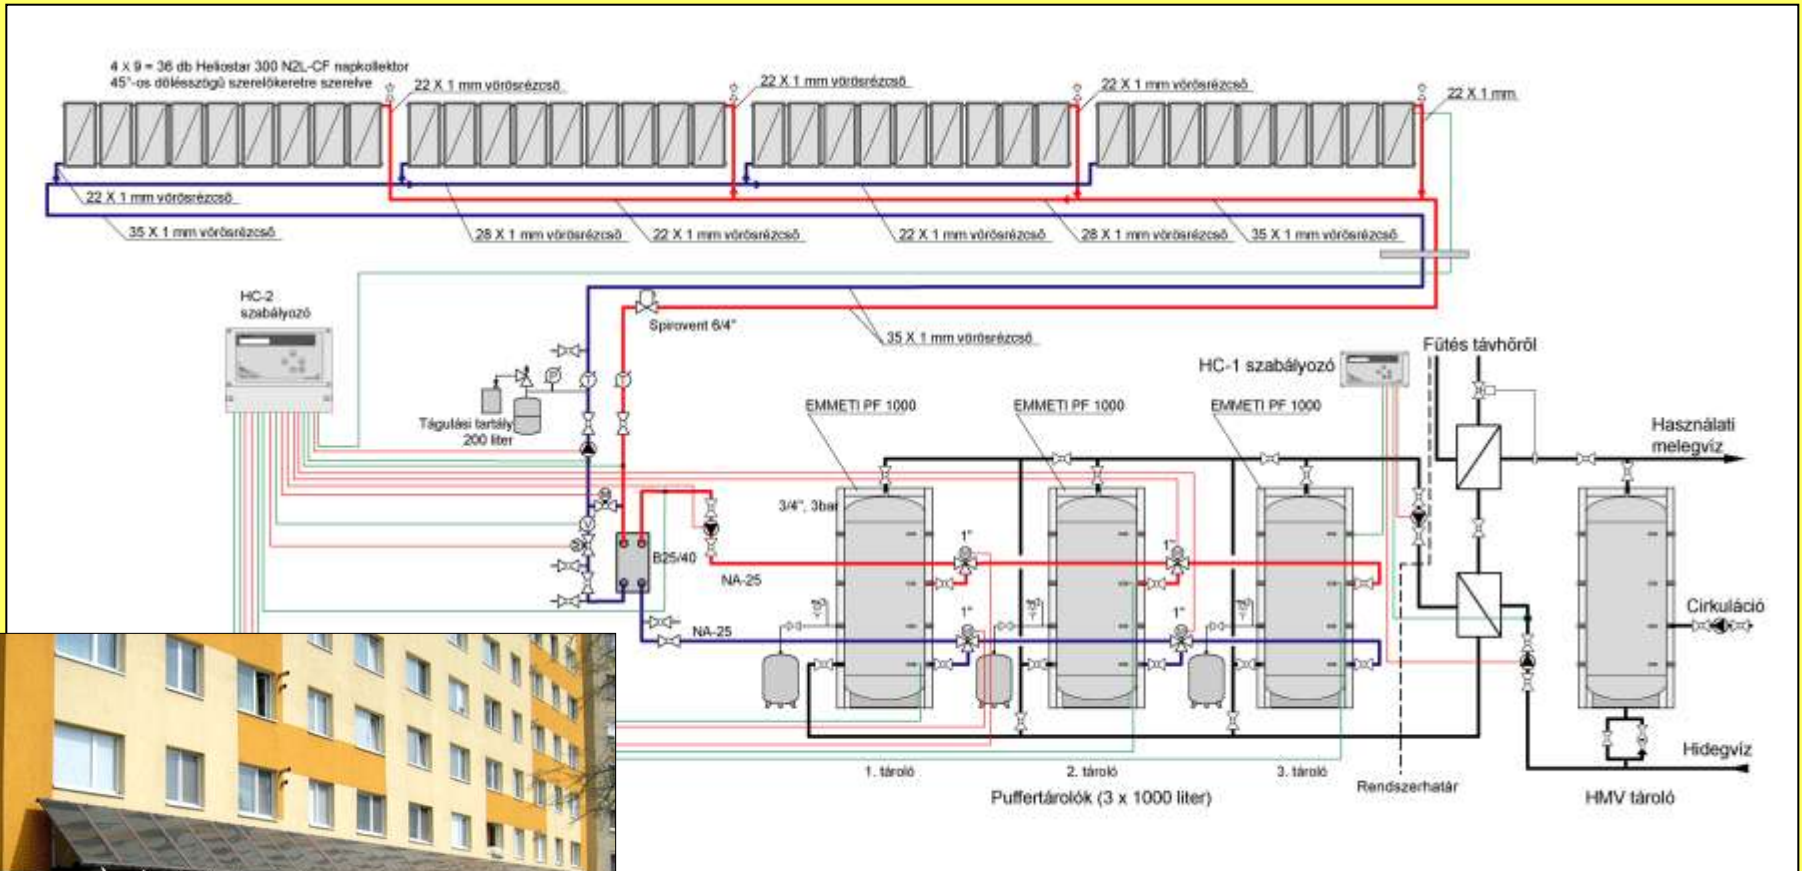 4 x 9 = 36 db Heliostar 300 N2L-CF napkollektor
45°-os dőlésszögű szerelőkeretre szerelve
22 X 1 mm vörösrézcső
22 X 1 mm vörösrézcső
22 X 1 mm vörösrézcső
22 X 1 mm
22 X 1 mm vörösrézcső
35 X 1 mm vörösrézcső
28 X 1 mm vörösrézcső
22 X 1 mm vörösrézcső
22 X 1 mm vörösrézcső
28 X 1 mm vörösrézcső
35 X 1 mm vörösrézcső
HC-2
szabályozó
Spirovent 6/4"
35 X 1 mm vörösrézcső
HC-1 szabályozó
Fűtés távhőről
P
T
T
Tágulási tartály
200 liter
EMMETI PF 1000
EMMETI PF 1000
EMMETI PF 1000
Használati
melegvíz
3/4", 3bar
V
B25/40
NA-25
1"
1"
NA-25
1"
1"
Cirkuláció
Hidegvíz
1. tároló
2. tároló
3. tároló
Rendszerhatár
Puffertárolók (3 x 1000 liter)
HMV tároló